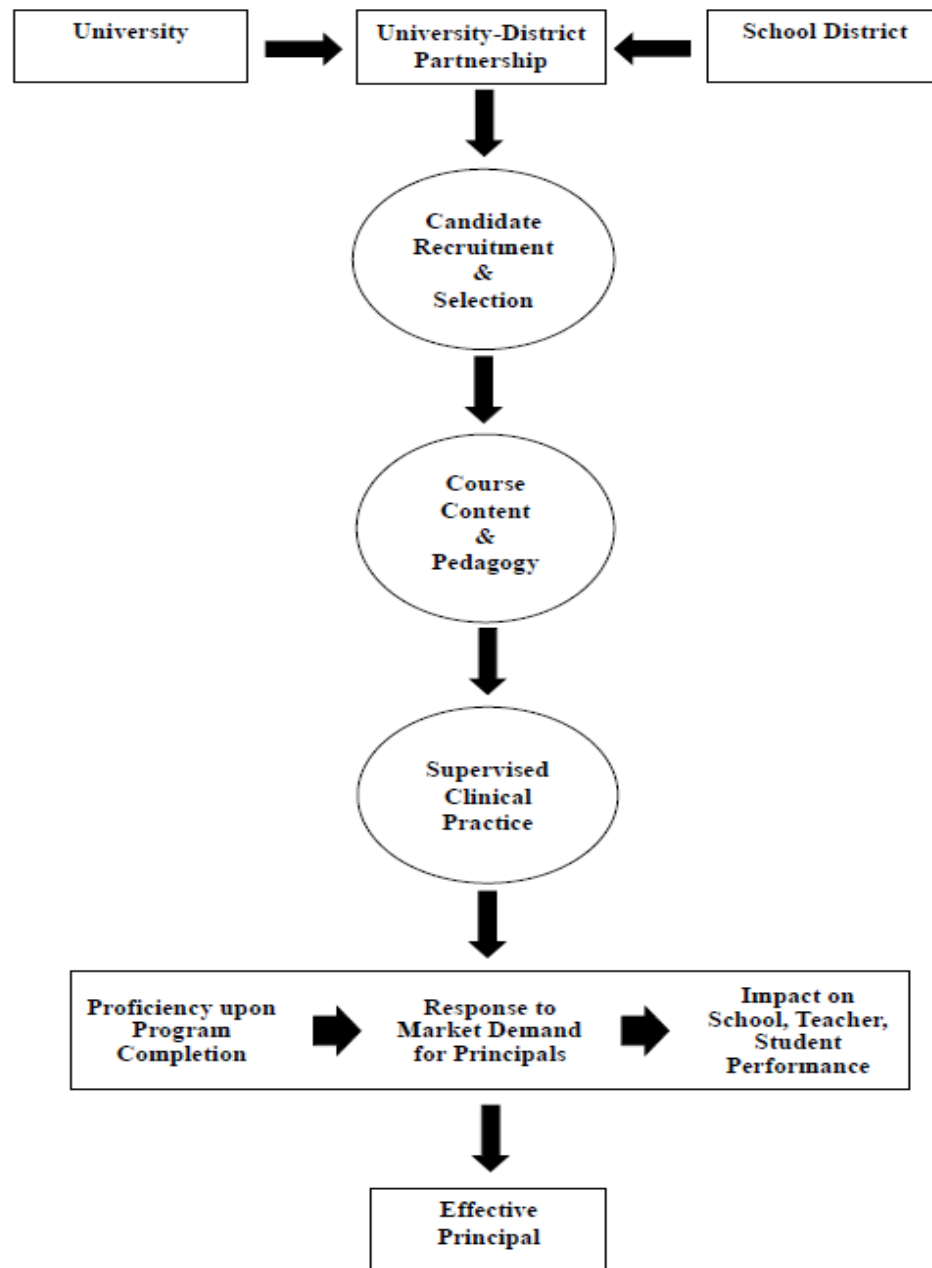 University
University-District
Partnership
School District
Candidate
Recruitment
&
Selection
Course
Content
&
Pedagogy
Supervised
Clinical
Practice
Proficiency upon
Program
Completion
Response to
Market Demand
for Principals
Impact on
School, Teacher,
Student
Performance
Effective
Principal